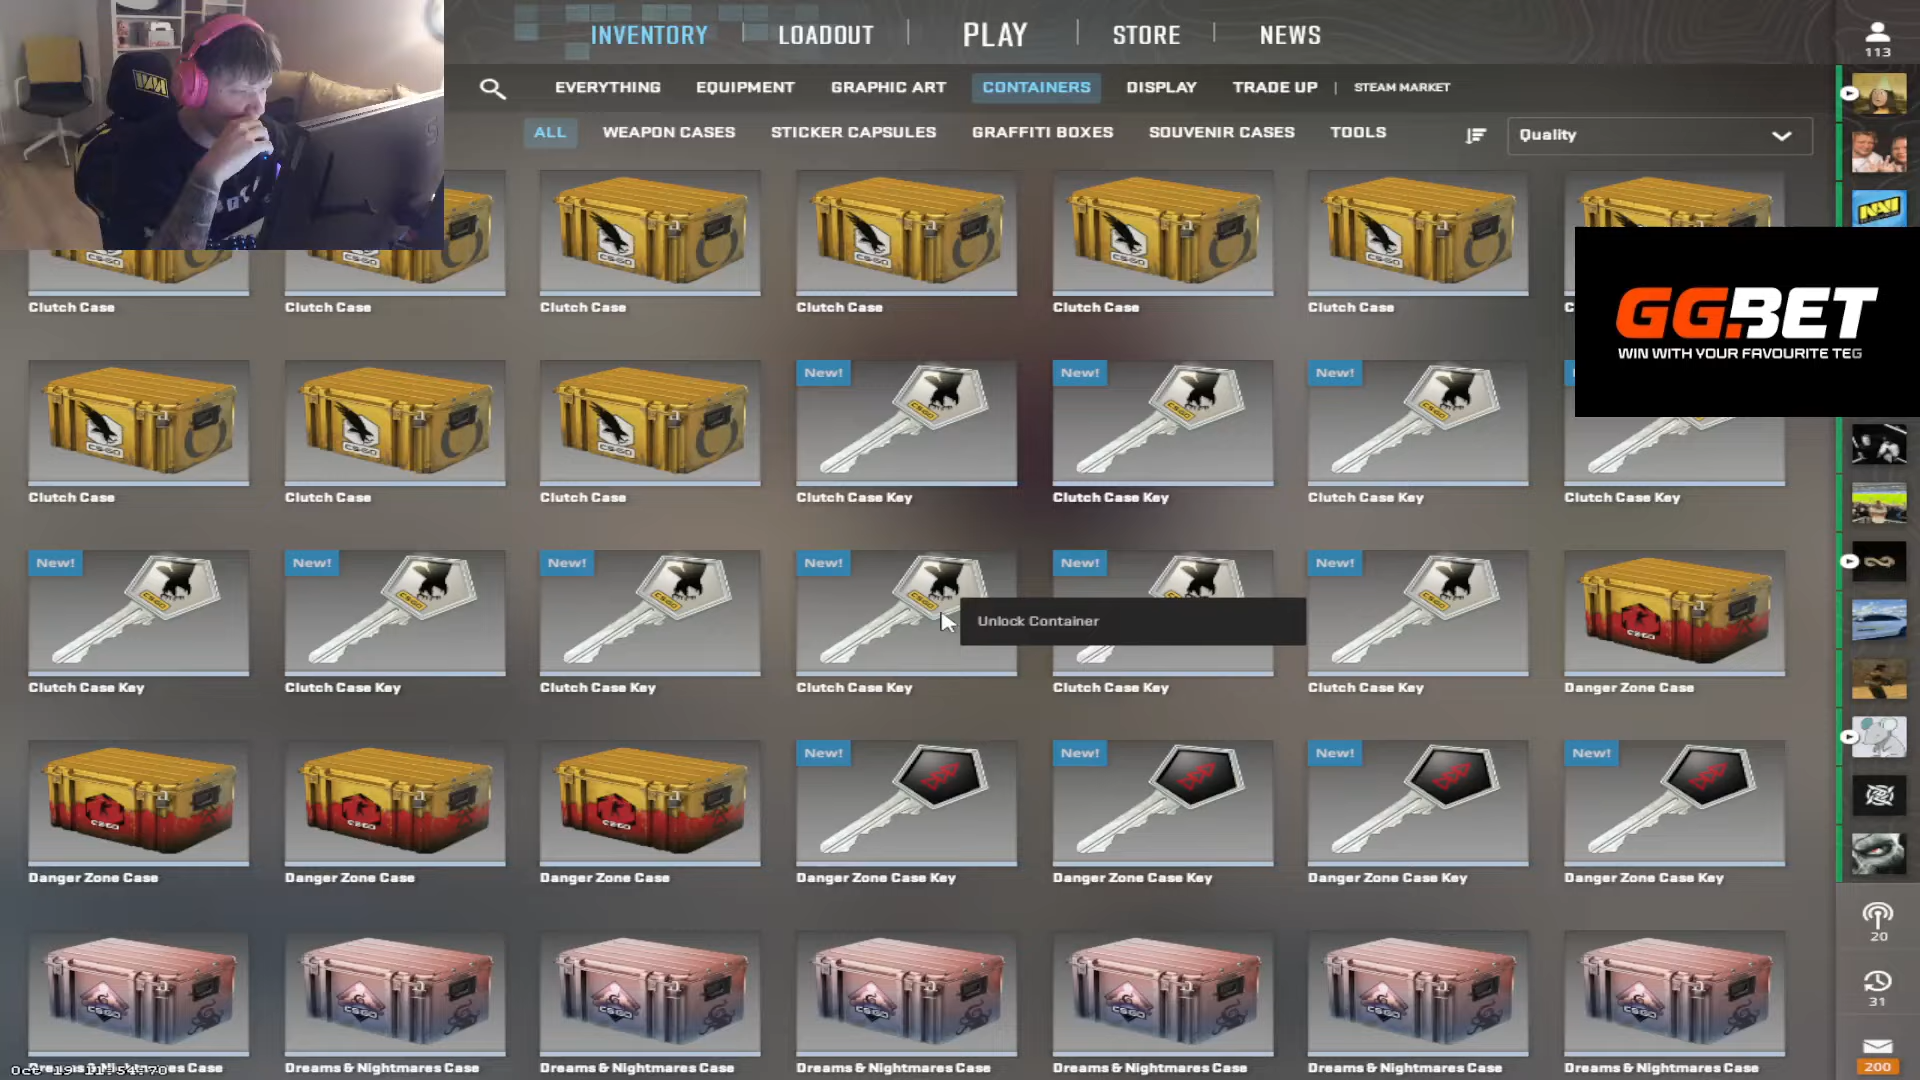 INVENTORY LOADOUT PLAY STORE NEWS
113
EVERYTHING EQUIPMENT GRAPHIC ART CONTAINERS DISPLAY TRADE UP STEAM MARKET
ALL WEAPON CASES STICKER CAPSULES GRAFFITI BOXES SOUVENIR CASES TOOLS Quality
Clutch Case Clutch Case Clutch Case Clutch Case Clutch Case Clutch Case
GG.BET
WIN WITH YOUR FAVOURITE TEG
New! New! New!
Clutch Case Clutch Case Clutch Case Clutch Case Key Clutch Case Key Clutch Case Key Clutch Case Key
New! New! New! New! New! New!
Unlock Container
Clutch Case Key Clutch Case Key Clutch Case Key Clutch Case Key Clutch Case Key Clutch Case Key Danger Zone Case
New! New! New! New!
Danger Zone Case Danger Zone Case Danger Zone Case Danger Zone Case Key Danger Zone Case Key Danger Zone Case Key Danger Zone Case Key
20
31
Dreams & Nightmares Case Dreams & Nightmares Case Dreams & Nightmares Case Dreams & Nightmares Case Dreams & Nightmares Case Dreams & Nightmares Case
200